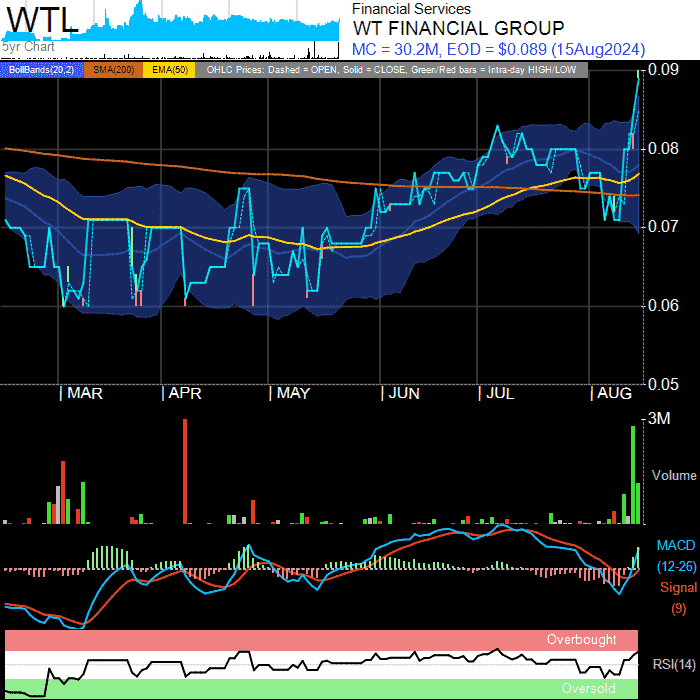 WTL
5yr Chart
Financial Services
WT FINANCIAL GROUP
MC = 30.2M, EOD = $0.089 (15Aug2024)
BollBands(20,2) SMA(200) EMA(50) OHLC Prices: Dashed = OPEN, Solid = CLOSE, Green/Red bars = Intra-day HIGH/LOW
0.09
0.08
0.07
0.06
0.05
MAR APR MAY JUN JUL AUG
3M
Volume
MACD
(12-26)
Signal
(9)
Overbought
RSI(14)
Oversold